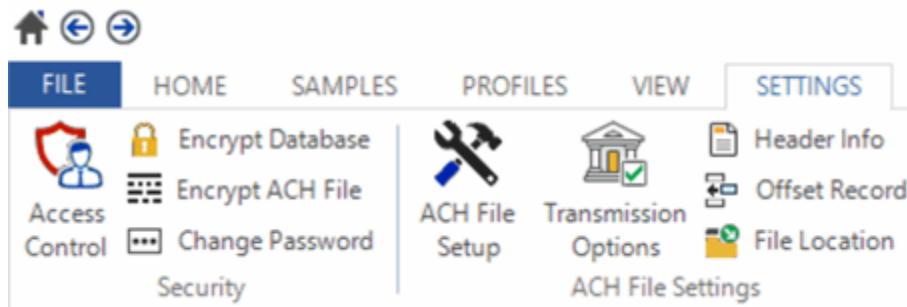 FILE HOME SAMPLES PROFILES VIEW SETTINGS
Access Control
Encrypt Database
Encrypt ACH File
Change Password
Security
ACH File Setup
Transmission Options
Header Info
Offset Record
File Location
ACH File Settings